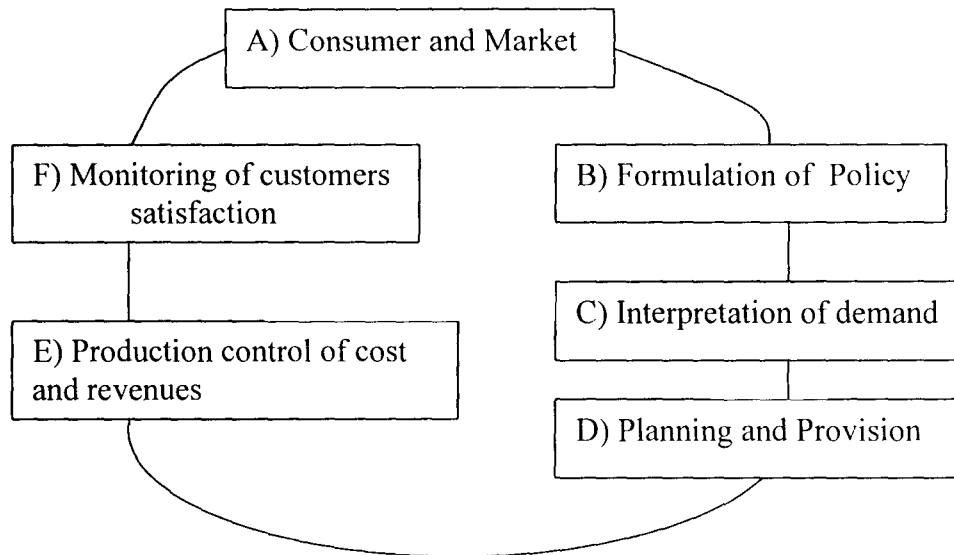 A) Consumer and Market
F) Monitoring of customers
satisfaction
B) Formulation of Policy
C) Interpretation of demand
E) Production control of cost
and revenues
D) Planning and Provision